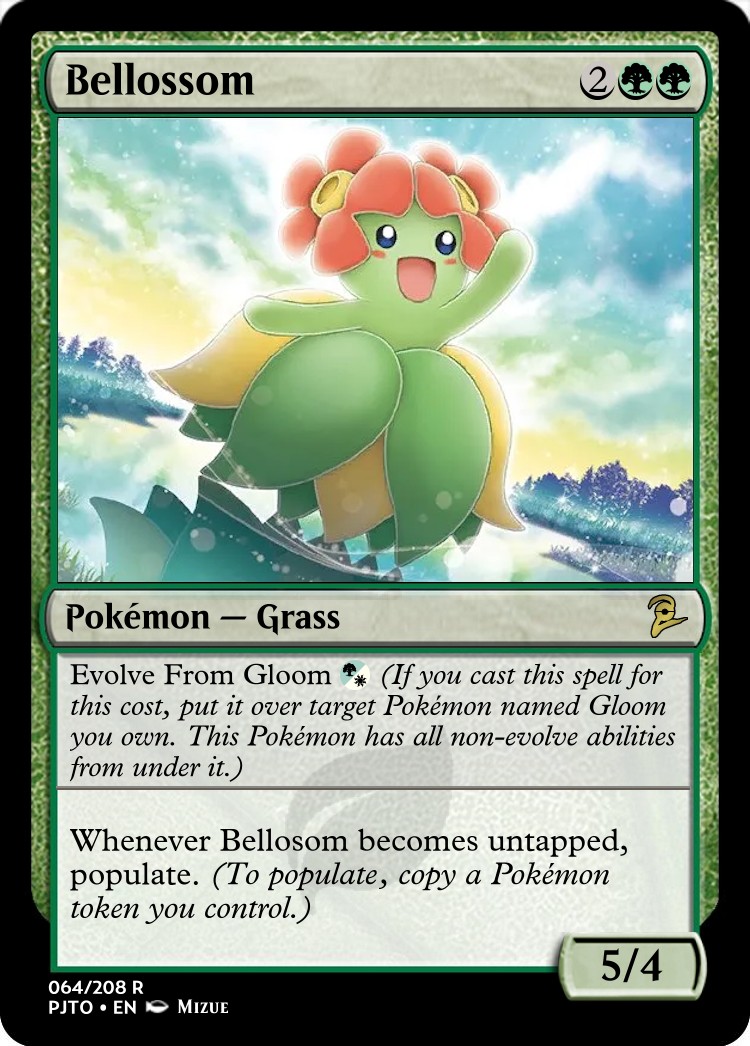 Bellossom 2
Pokémon — Grass
Evolve From Gloom (If you cast this spell for
this cost, put it over target Pokémon named Gloom
you own. This Pokémon has all non-evolve abilities
from under it.)
Whenever Bellosom becomes untapped,
populate. (To populate, copy a Pokémon
token you control.)
5/4
064/208 R
PJTO • EN Mizue